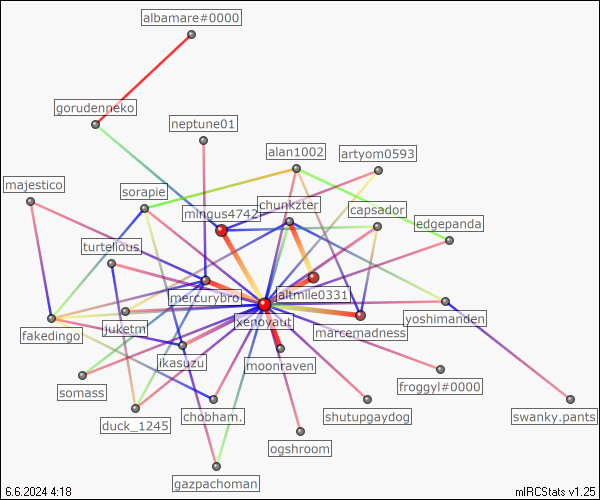 albamare#0000
gorudenneko
neptune01
alan1002
artyom0593
majestico
sorapie
chunkzter
mingus4742
capsador
edgepanda
turtelious
altmile0331
mercurybro
xenoyaut
yoshimanden
juketm
marcemadness
fakedingo
ikasuzu
moonraven
froggyl#0000
somass
chobham.
shutupgaydog
swanky.pants
duck_1245
ogshroom
gazpachoman
6.6.2024 4:18
mIRCStats v1.25